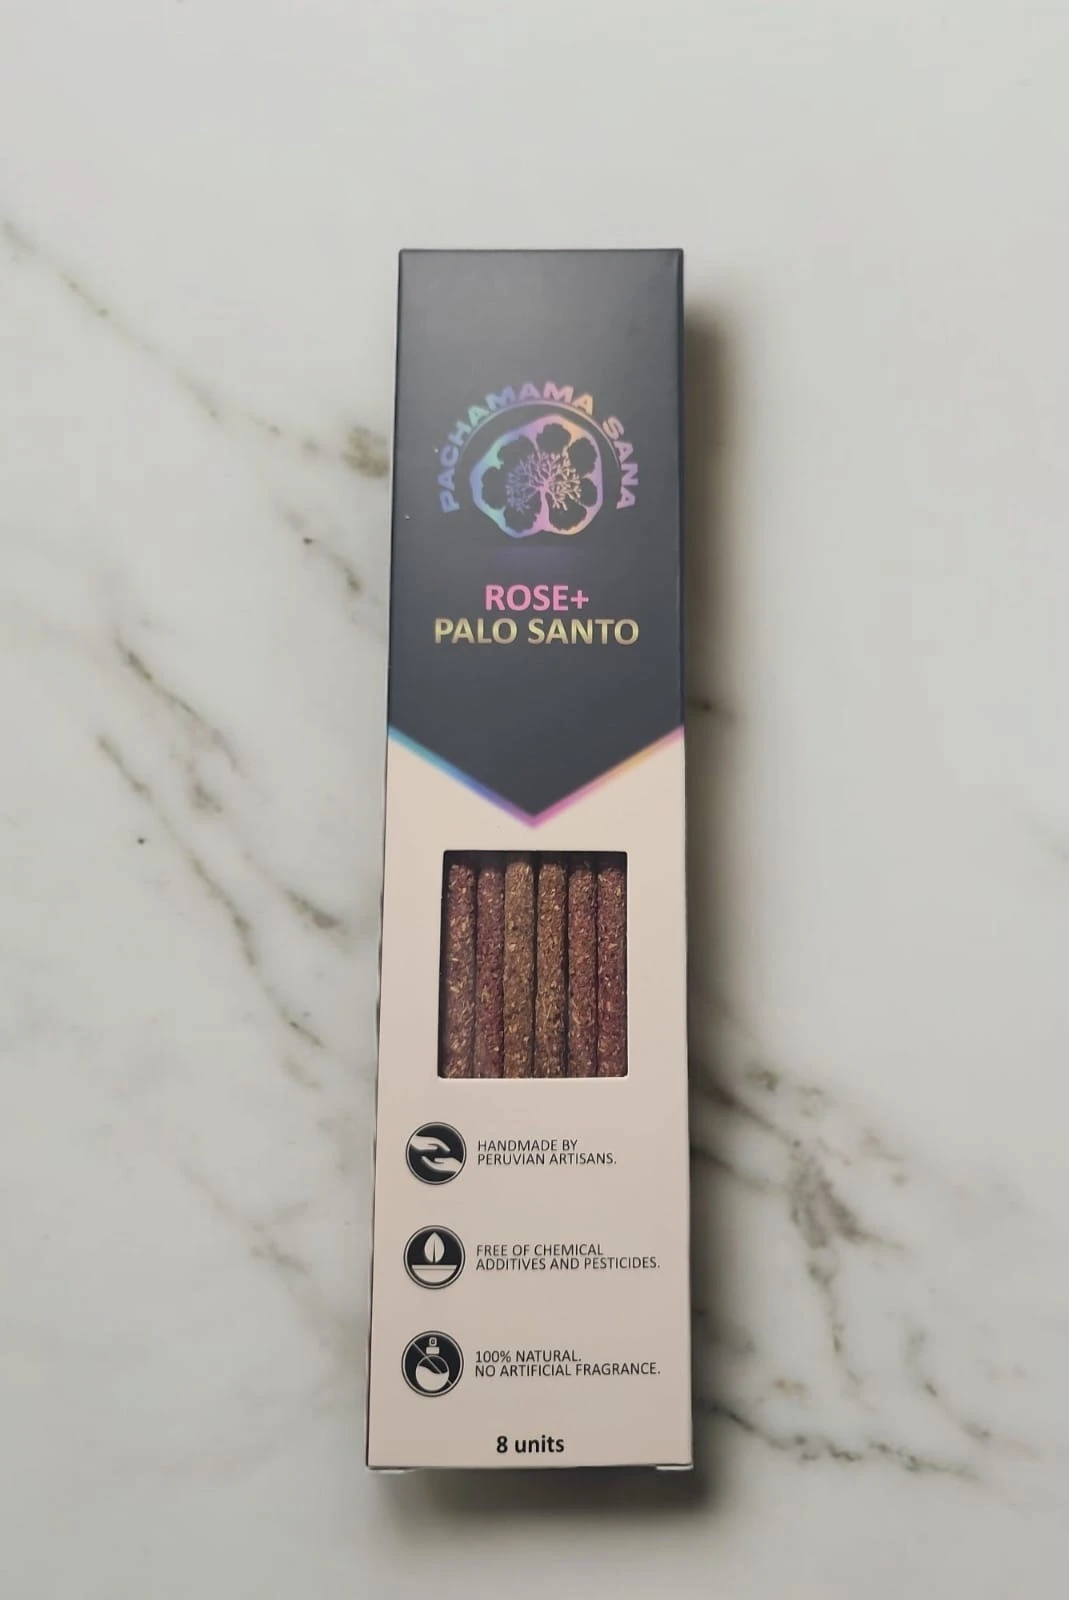 PACHAMAMA SANA
ROSE+
PALO SANTO
HANDMADE BY
PERUVIAN ARTISANS.
FREE OF CHEMICAL
ADDITIVES AND PESTICIDES.
100% NATURAL.
NO ARTIFICIAL FRAGRANCE.
8 units